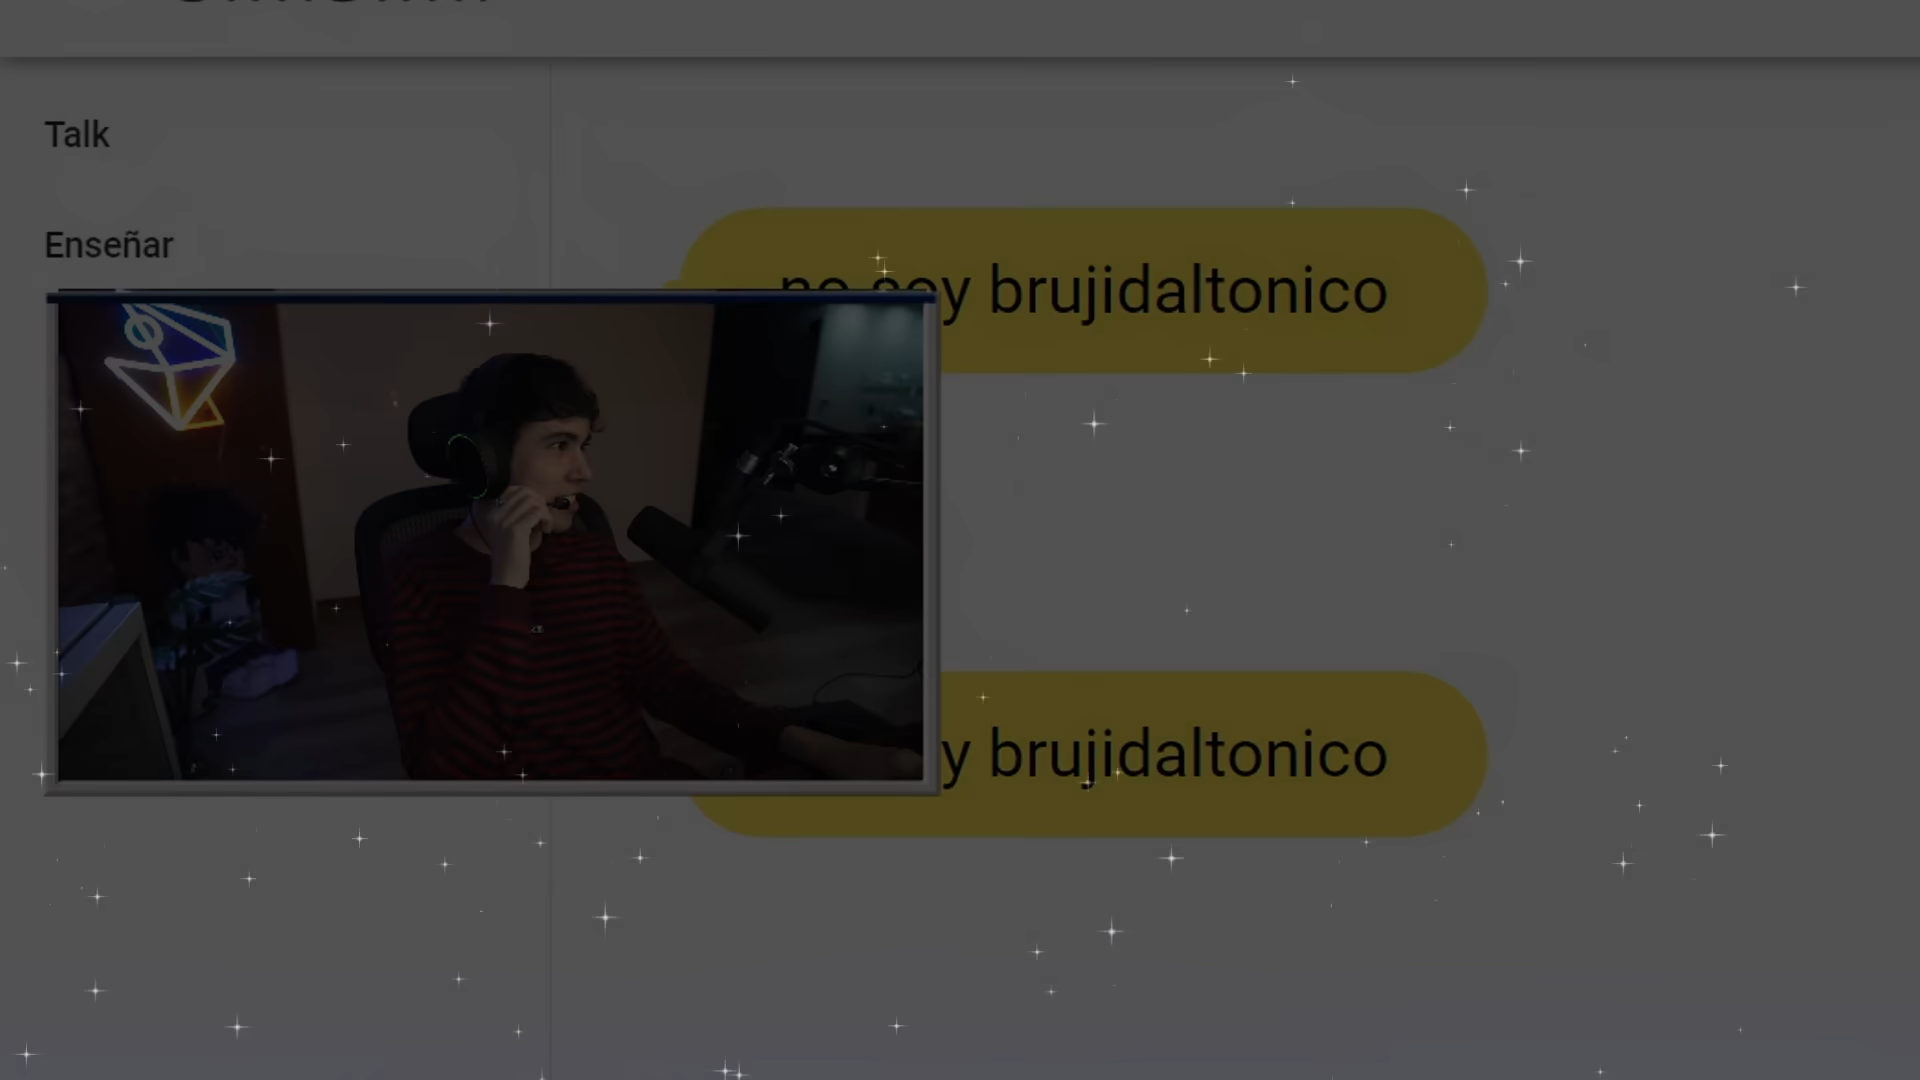 Talk
Enseñar
no soy brujidaltonico
y brujidaltonico